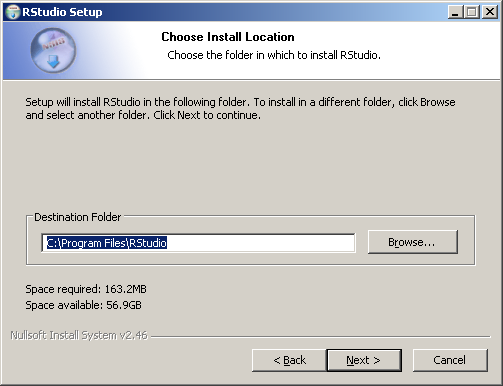 RStudio Setup
Choose Install Location
Choose the folder in which to install RStudio.
Setup will install RStudio in the following folder. To install in a different folder, click Browse
and select another folder. Click Next to continue.
Destination Folder
C:\Program Files\RStudio
Browse...
Space required: 163.2MB
Space available: 56.9GB
Nullsoft Install System v2.46
< Back
Next >
Cancel